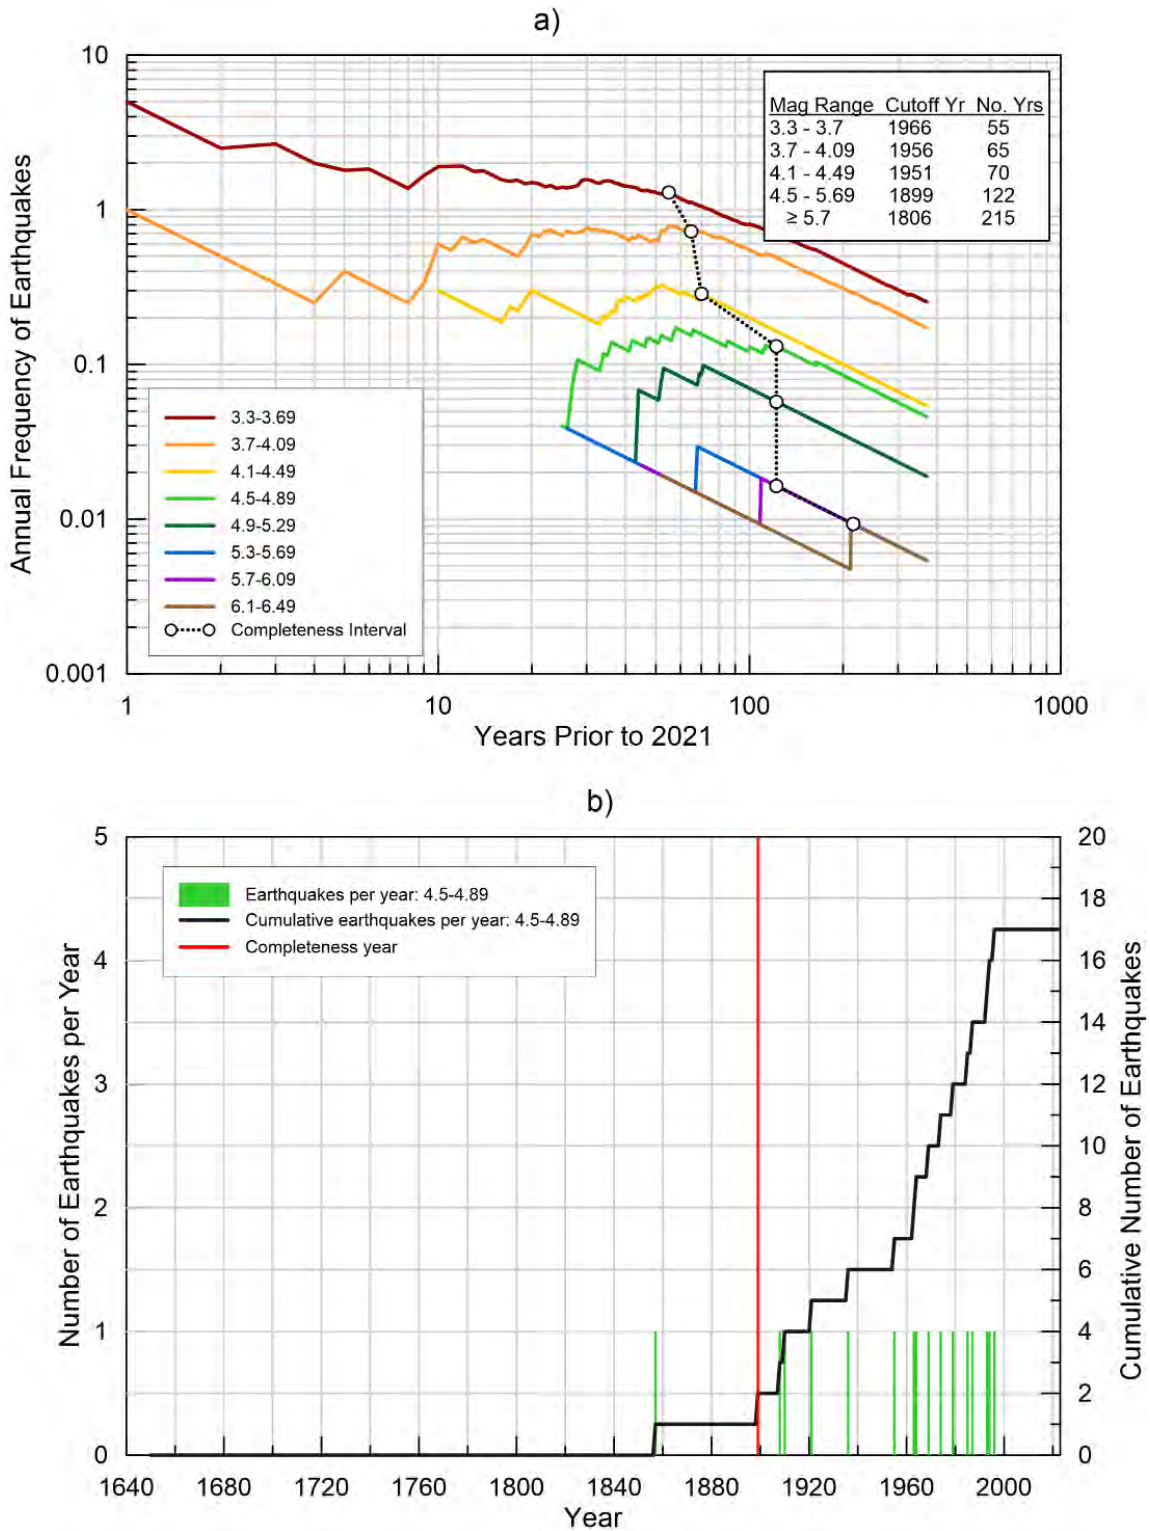 a)
10
1
0.1
0.01
0.001
Annual Frequency of Earthquakes
Mag Range Cutoff Yr No. Yrs
3.3 - 3.7 1966 55
3.7 - 4.09 1956 65
4.1 - 4.49 1951 70
4.5 - 5.69 1899 122
≥ 5.7 1806 215
3.3-3.69
3.7-4.09
4.1-4.49
4.5-4.89
4.9-5.29
5.3-5.69
5.7-6.09
6.1-6.49
Completeness Interval
1 10 100 1000
Years Prior to 2021
b)
5
4
3
2
1
0
Number of Earthquakes per Year
Earthquakes per year: 4.5-4.89
Cumulative earthquakes per year: 4.5-4.89
Completeness year
20
18
16
14
12
10
8
6
4
2
0
Cumulative Number of Earthquakes
1640 1680 1720 1760 1800 1840 1880 1920 1960 2000
Year